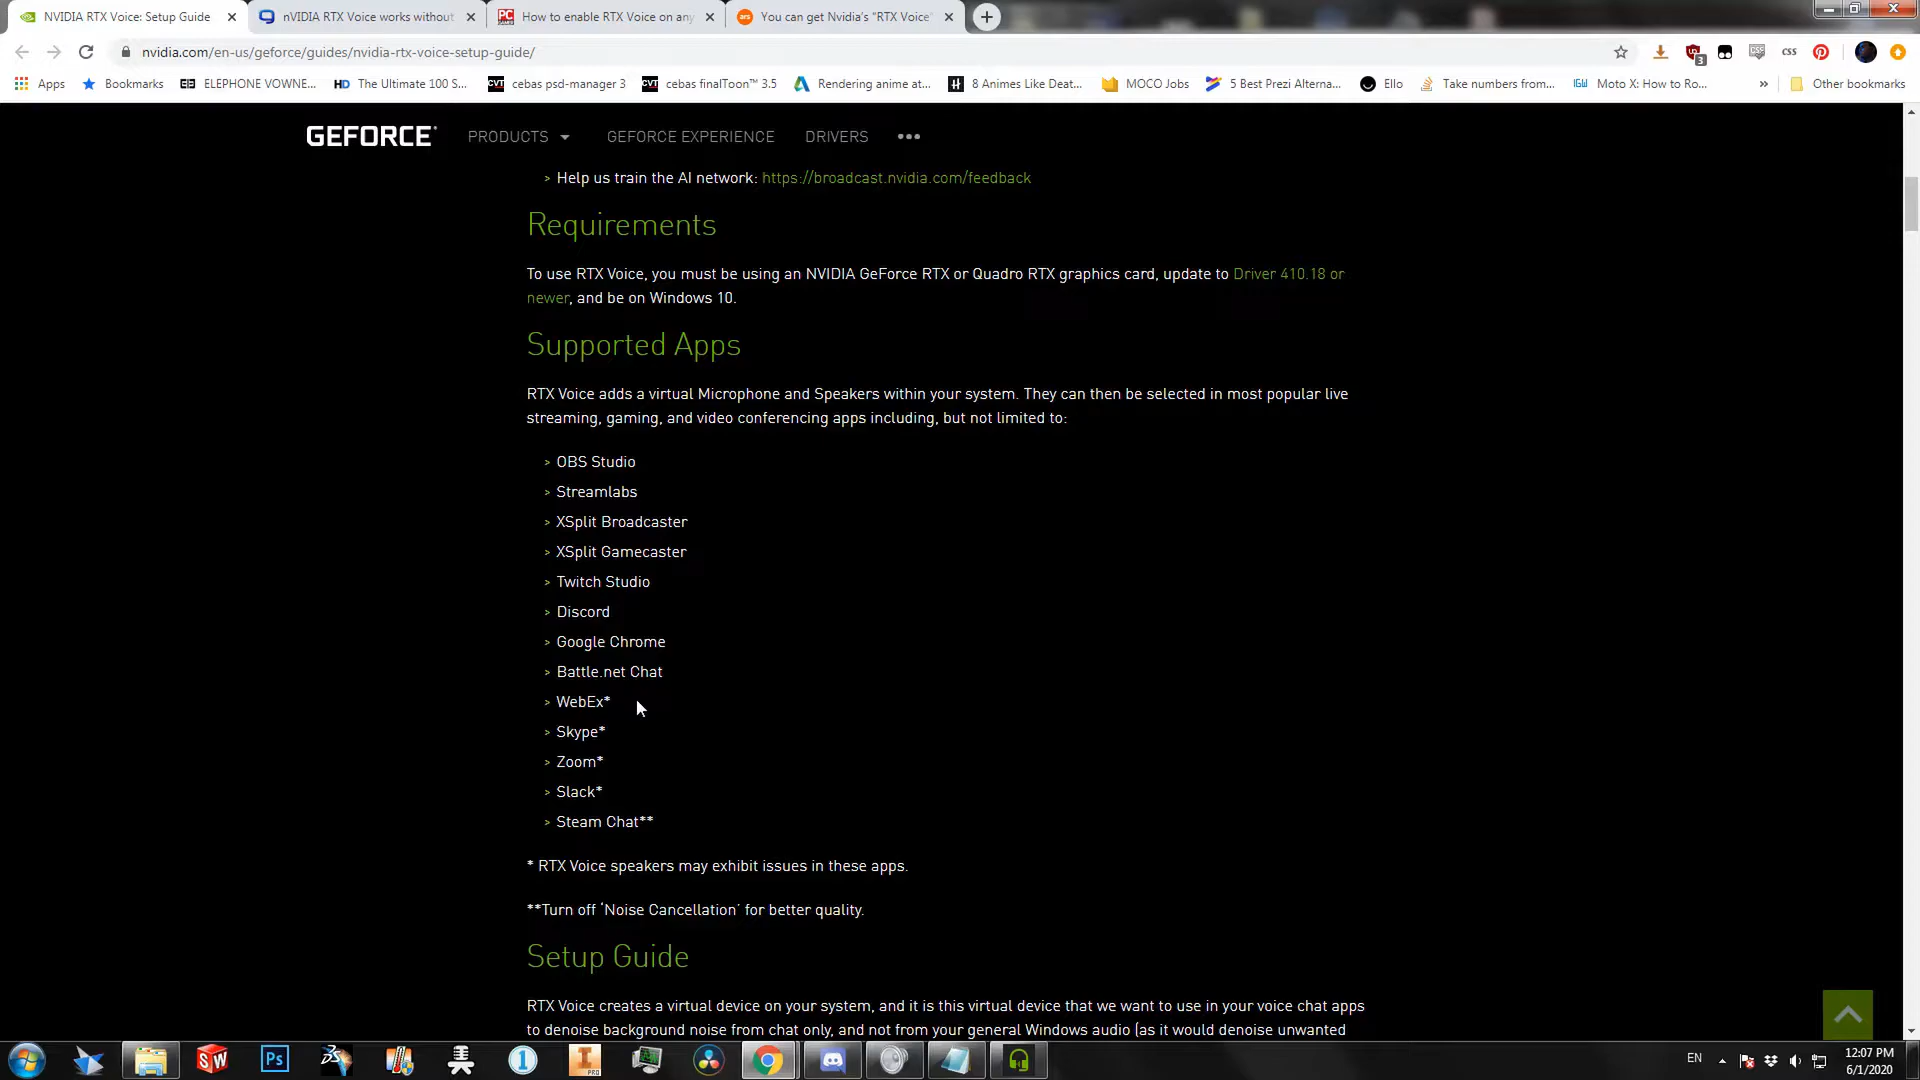 NVIDIA RTX Voice: Setup Guide
nVIDIA RTX Voice works without
How to enable RTX Voice on any
You can get Nvidia's "RTX Voice"
nvidia.com/en-us/geforce/guides/nvidia-rtx-voice-setup-guide/
3
CSS
css
Apps
Bookmarks
ELEPHONE VOWNE...
The Ultimate 100 S...
cebas psd-manager 3
cebas finalToon™ 3.5
Rendering anime at...
8 Animes Like Deat...
MOCO Jobs
5 Best Prezi Alterna...
Ello
Take numbers from...
Moto X: How to Ro...
»
Other bookmarks
GEFORCE
PRODUCTS
GEFORCE EXPERIENCE
DRIVERS
•••
> Help us train the AI network: https://broadcast.nvidia.com/feedback
Requirements
To use RTX Voice, you must be using an NVIDIA GeForce RTX or Quadro RTX graphics card, update to Driver 410.18 or
newer, and be on Windows 10.
Supported Apps
RTX Voice adds a virtual Microphone and Speakers within your system. They can then be selected in most popular live
streaming, gaming, and video conferencing apps including, but not limited to:
> OBS Studio
> Streamlabs
> XSplit Broadcaster
> XSplit Gamecaster
> Twitch Studio
> Discord
> Google Chrome
> Battle.net Chat
> WebEx*
> Skype*
> Zoom*
> Slack*
> Steam Chat**
* RTX Voice speakers may exhibit issues in these apps.
**Turn off 'Noise Cancellation' for better quality.
Setup Guide
RTX Voice creates a virtual device on your system, and it is this virtual device that we want to use in your voice chat apps
to denoise background noise from chat only, and not from your general Windows audio (as it would denoise unwanted
EN
12:07 PM
6/1/2020